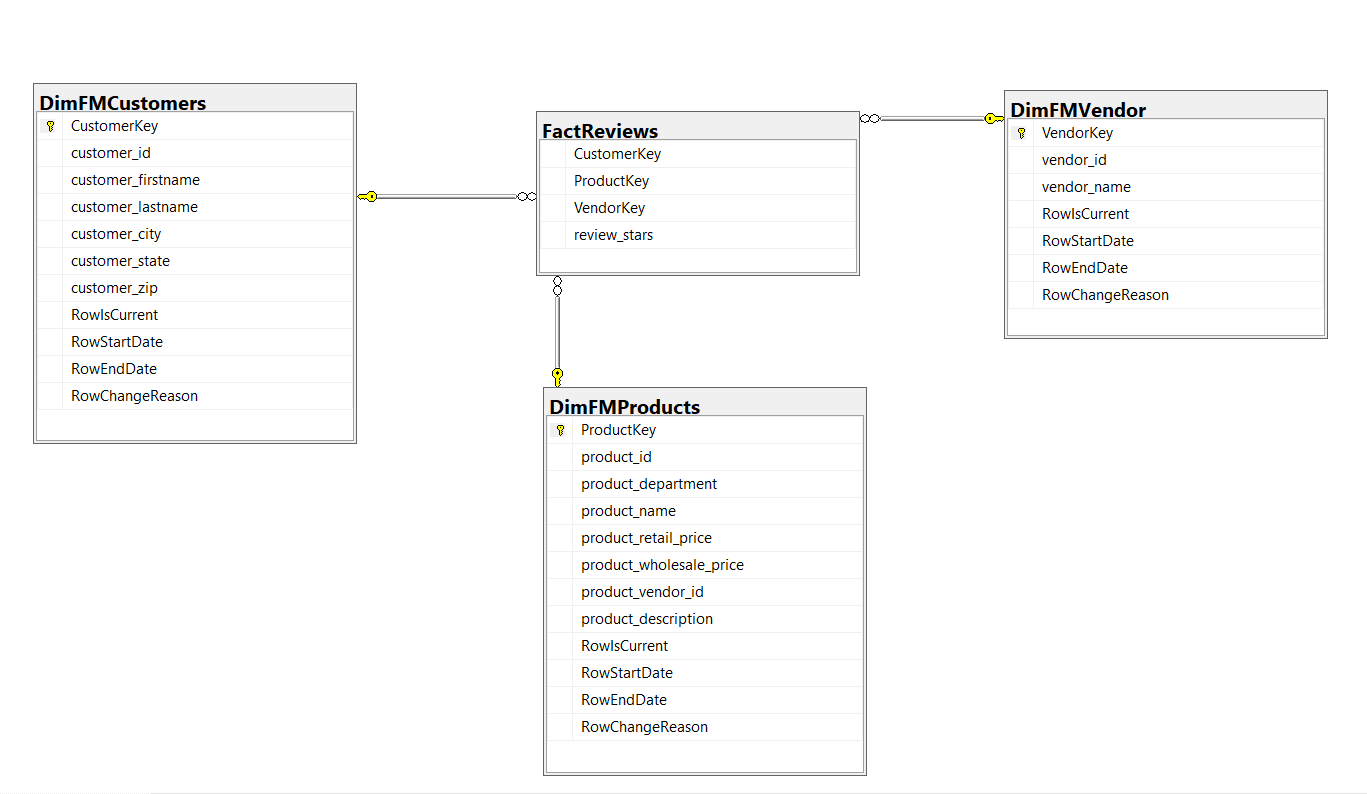 DimFMCustomers
CustomerKey
customer_id
customer_firstname
customer_lastname
customer_city
customer_state
customer_zip
RowIsCurrent
RowStartDate
RowEndDate
RowChangeReason
FactReviews
CustomerKey
ProductKey
VendorKey
review_stars
DimFMVendor
VendorKey
vendor_id
vendor_name
RowIsCurrent
RowStartDate
RowEndDate
RowChangeReason
DimFMProducts
ProductKey
product_id
product_department
product_name
product_retail_price
product_wholesale_price
product_vendor_id
product_description
RowIsCurrent
RowStartDate
RowEndDate
RowChangeReason